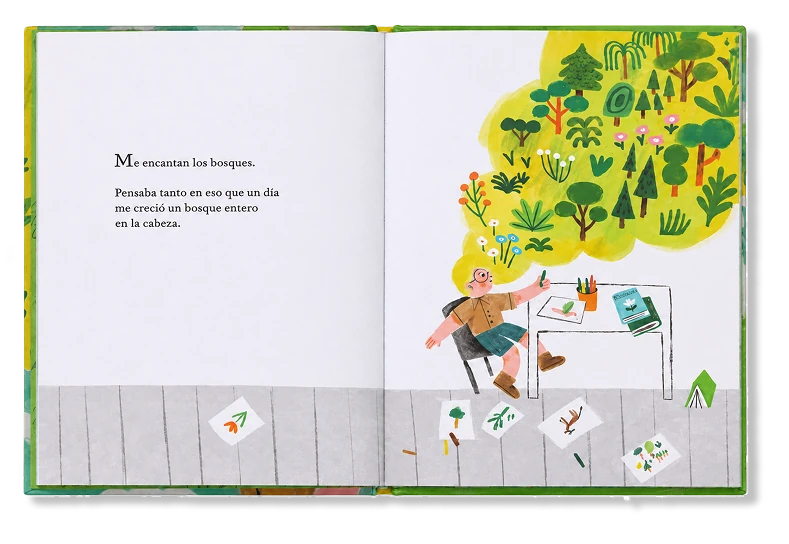 Me encantan los bosques.
Pensaba tanto en eso que un día
me creció un bosque entero
en la cabeza.